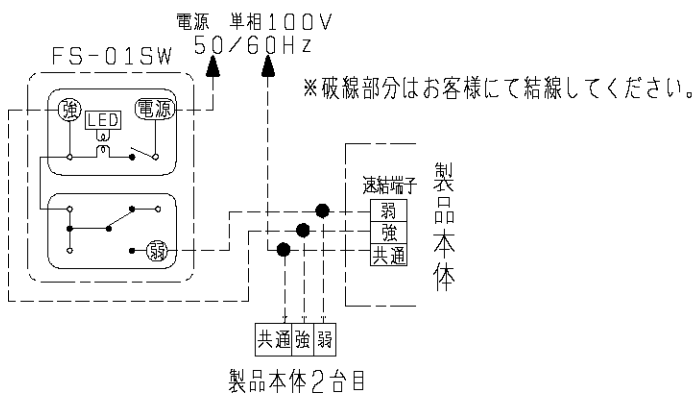 電源 単相100V
50/60Hz
FS-01SW
※破線部分はお客様にて結線してください。
強
LED
電源
弱
速結端子
弱
強
共通
製品本体
共通 強 弱
製品本体2台目